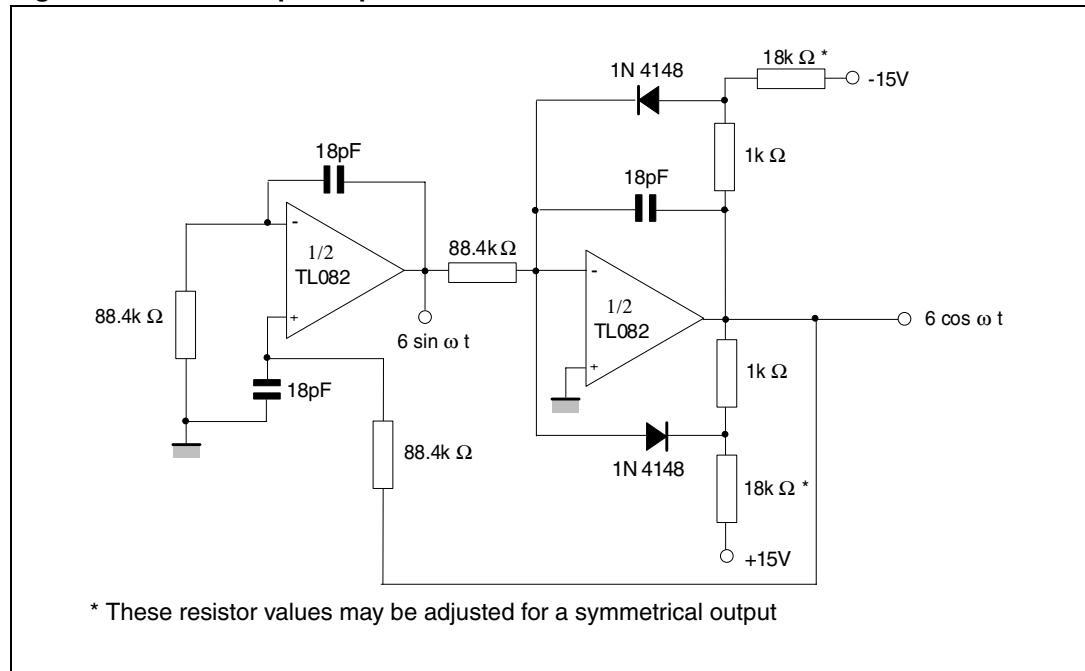 18k Ω *
1N 4148
-15V
1k Ω
18pF
18pF
-
1/2
TL082
+
88.4k Ω
-
1/2
TL082
+
88.4k Ω
6 sin ω t
6 cos ω t
18pF
1k Ω
88.4k Ω
1N 4148
18k Ω *
+15V
* These resistor values may be adjusted for a symmetrical output